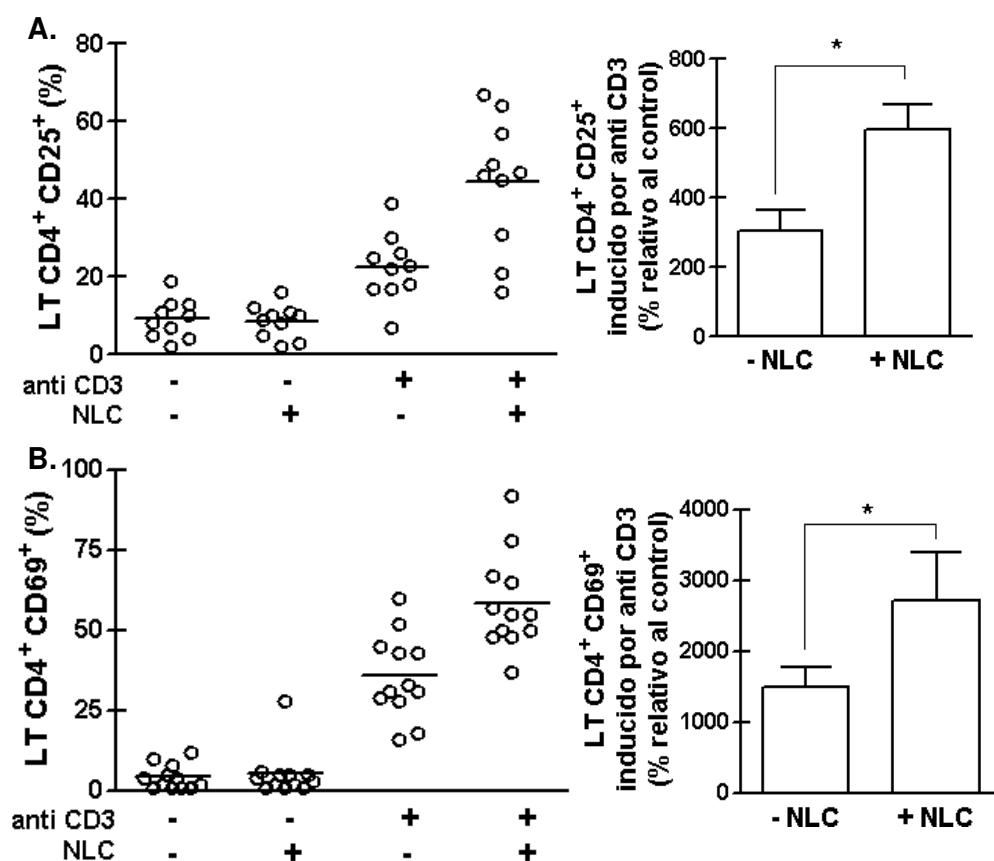 A.
LT CD4⁺ CD25⁺ (%)
80
60
40
20
0
anti CD3 - - + +
NLC - + - +
LT CD4⁺ CD25⁺
inducido por anti CD3
(% relativo al control)
800
600
400
200
0
*
- NLC + NLC
B.
LT CD4⁺ CD69⁺ (%)
100
75
50
25
0
anti CD3 - - + +
NLC - + - +
LT CD4⁺ CD69⁺
inducido por anti CD3
(% relativo al control)
4000
3000
2000
1000
0
*
- NLC + NLC